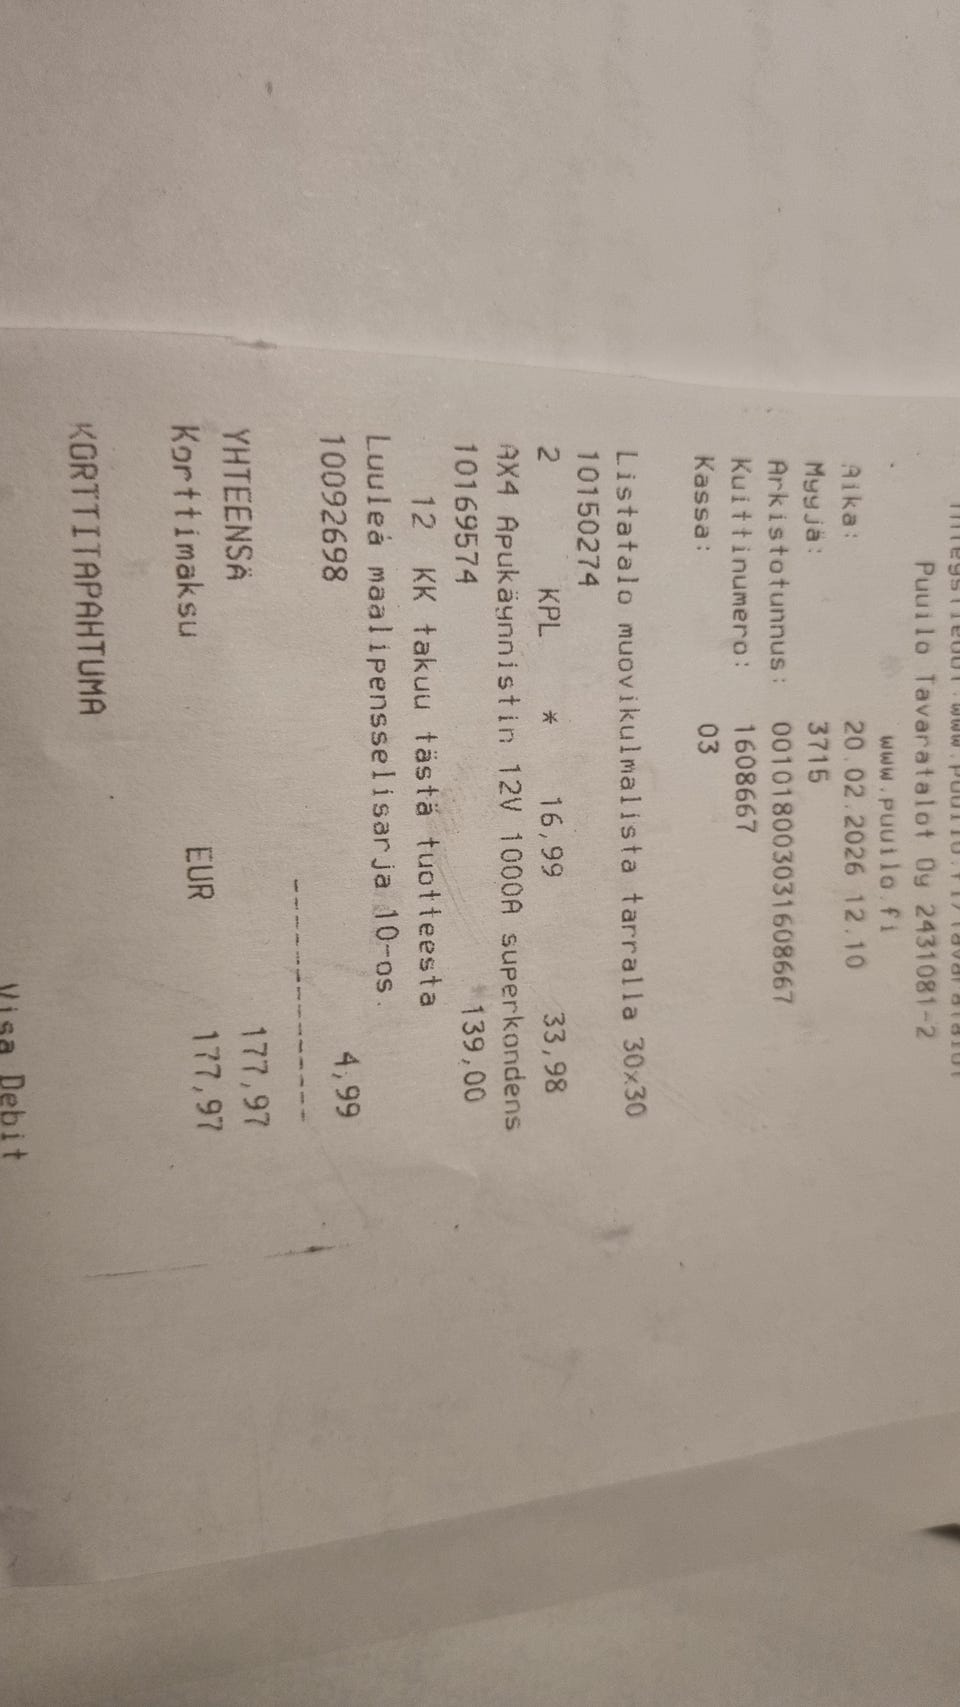 Puuilo Tavaratalot Oy 2431081-2
www.puuilo.fi
Aika: 20.02.2026 12.10
Myyjä: 3715
Arkistotunnus: 001018003031608667
Kuittinumero: 1608667
Kassa: 03
Listatalo muovikulmalista tarralla 30x30
10150274
2 KPL * 16,99 33,98
AX4 Apukäynnistin 12V 1000A superkondens
10169574 139,00
12 KK takuu tästä tuotteesta
Luuleá maalipensselisarja 10-os.
10092698 4,99
-------------
YHTEENSÄ 177,97
Korttimaksu EUR 177,97
KORTTITAPAHTUMA
Visa Debit